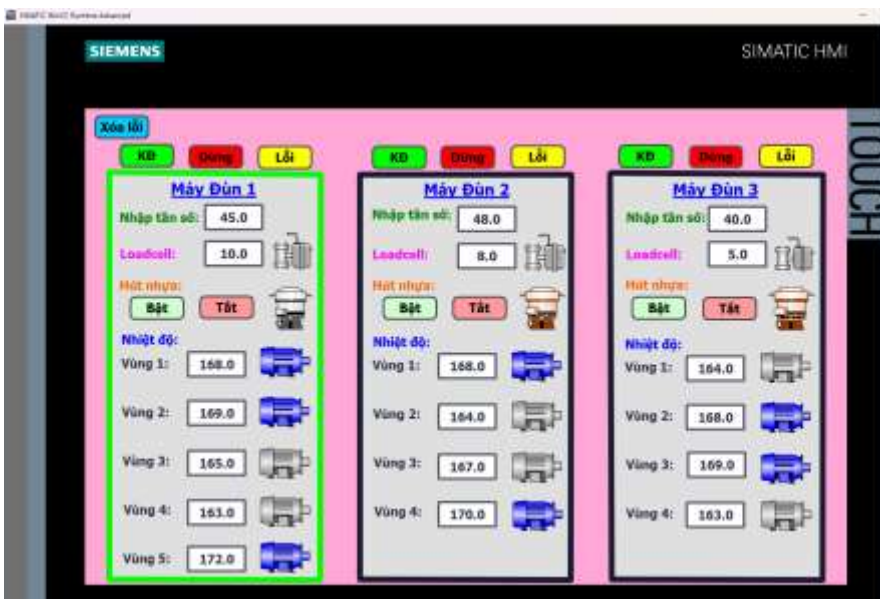 SIMATIC WinCC Runtime Advanced
SIEMENS
SIMATIC HMI
TOUCH
Xóa lỗi
KĐ Dừng Lỗi
KĐ Dừng Lỗi
KĐ Dừng Lỗi
Máy Đùn 1
Nhập tần số: 45.0
Loadcell: 10.0
Hút nhựa:
Bật Tắt
Nhiệt độ:
Vùng 1: 168.0
Vùng 2: 169.0
Vùng 3: 165.0
Vùng 4: 163.0
Vùng 5: 172.0
Máy Đùn 2
Nhập tần số: 48.0
Loadcell: 8.0
Hút nhựa:
Bật Tắt
Nhiệt độ:
Vùng 1: 168.0
Vùng 2: 164.0
Vùng 3: 167.0
Vùng 4: 170.0
Máy Đùn 3
Nhập tần số: 40.0
Loadcell: 5.0
Hút nhựa:
Bật Tắt
Nhiệt độ:
Vùng 1: 164.0
Vùng 2: 168.0
Vùng 3: 169.0
Vùng 4: 163.0